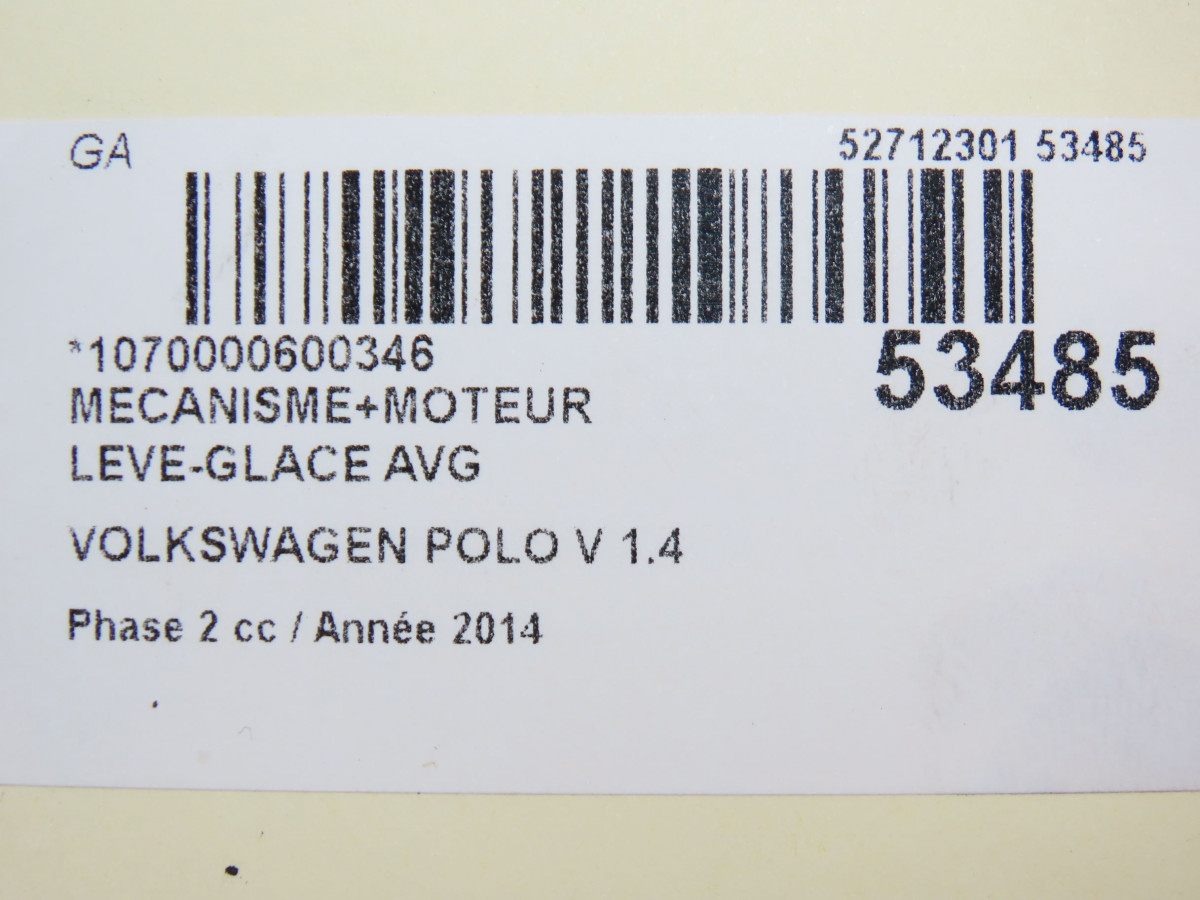 GA
52712301 53485
*1070000600346
53485
MECANISME+MOTEUR
LEVE-GLACE AVG
VOLKSWAGEN POLO V 1.4
Phase 2 cc / Année 2014